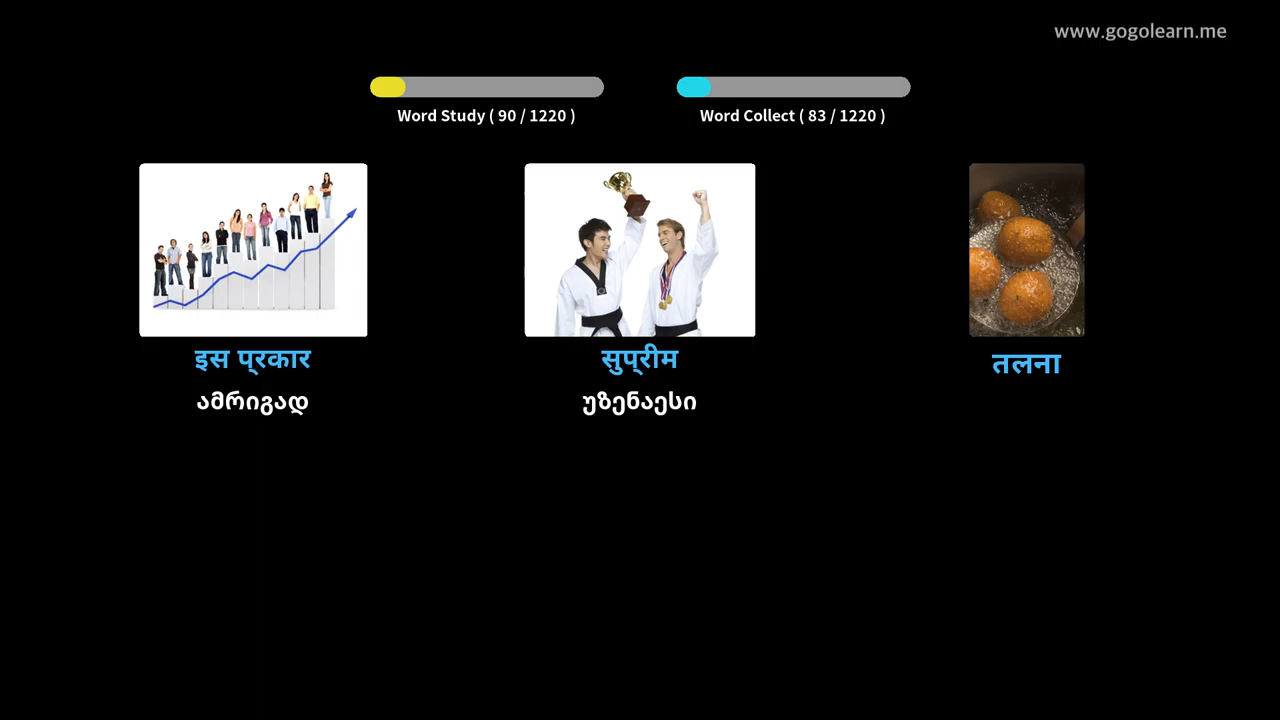 www.gogolearn.me
Word Study ( 90 / 1220 )
Word Collect ( 83 / 1220 )
इस प्रकार
सुप्रीम
तलना
ამრიგად
უზენაესი